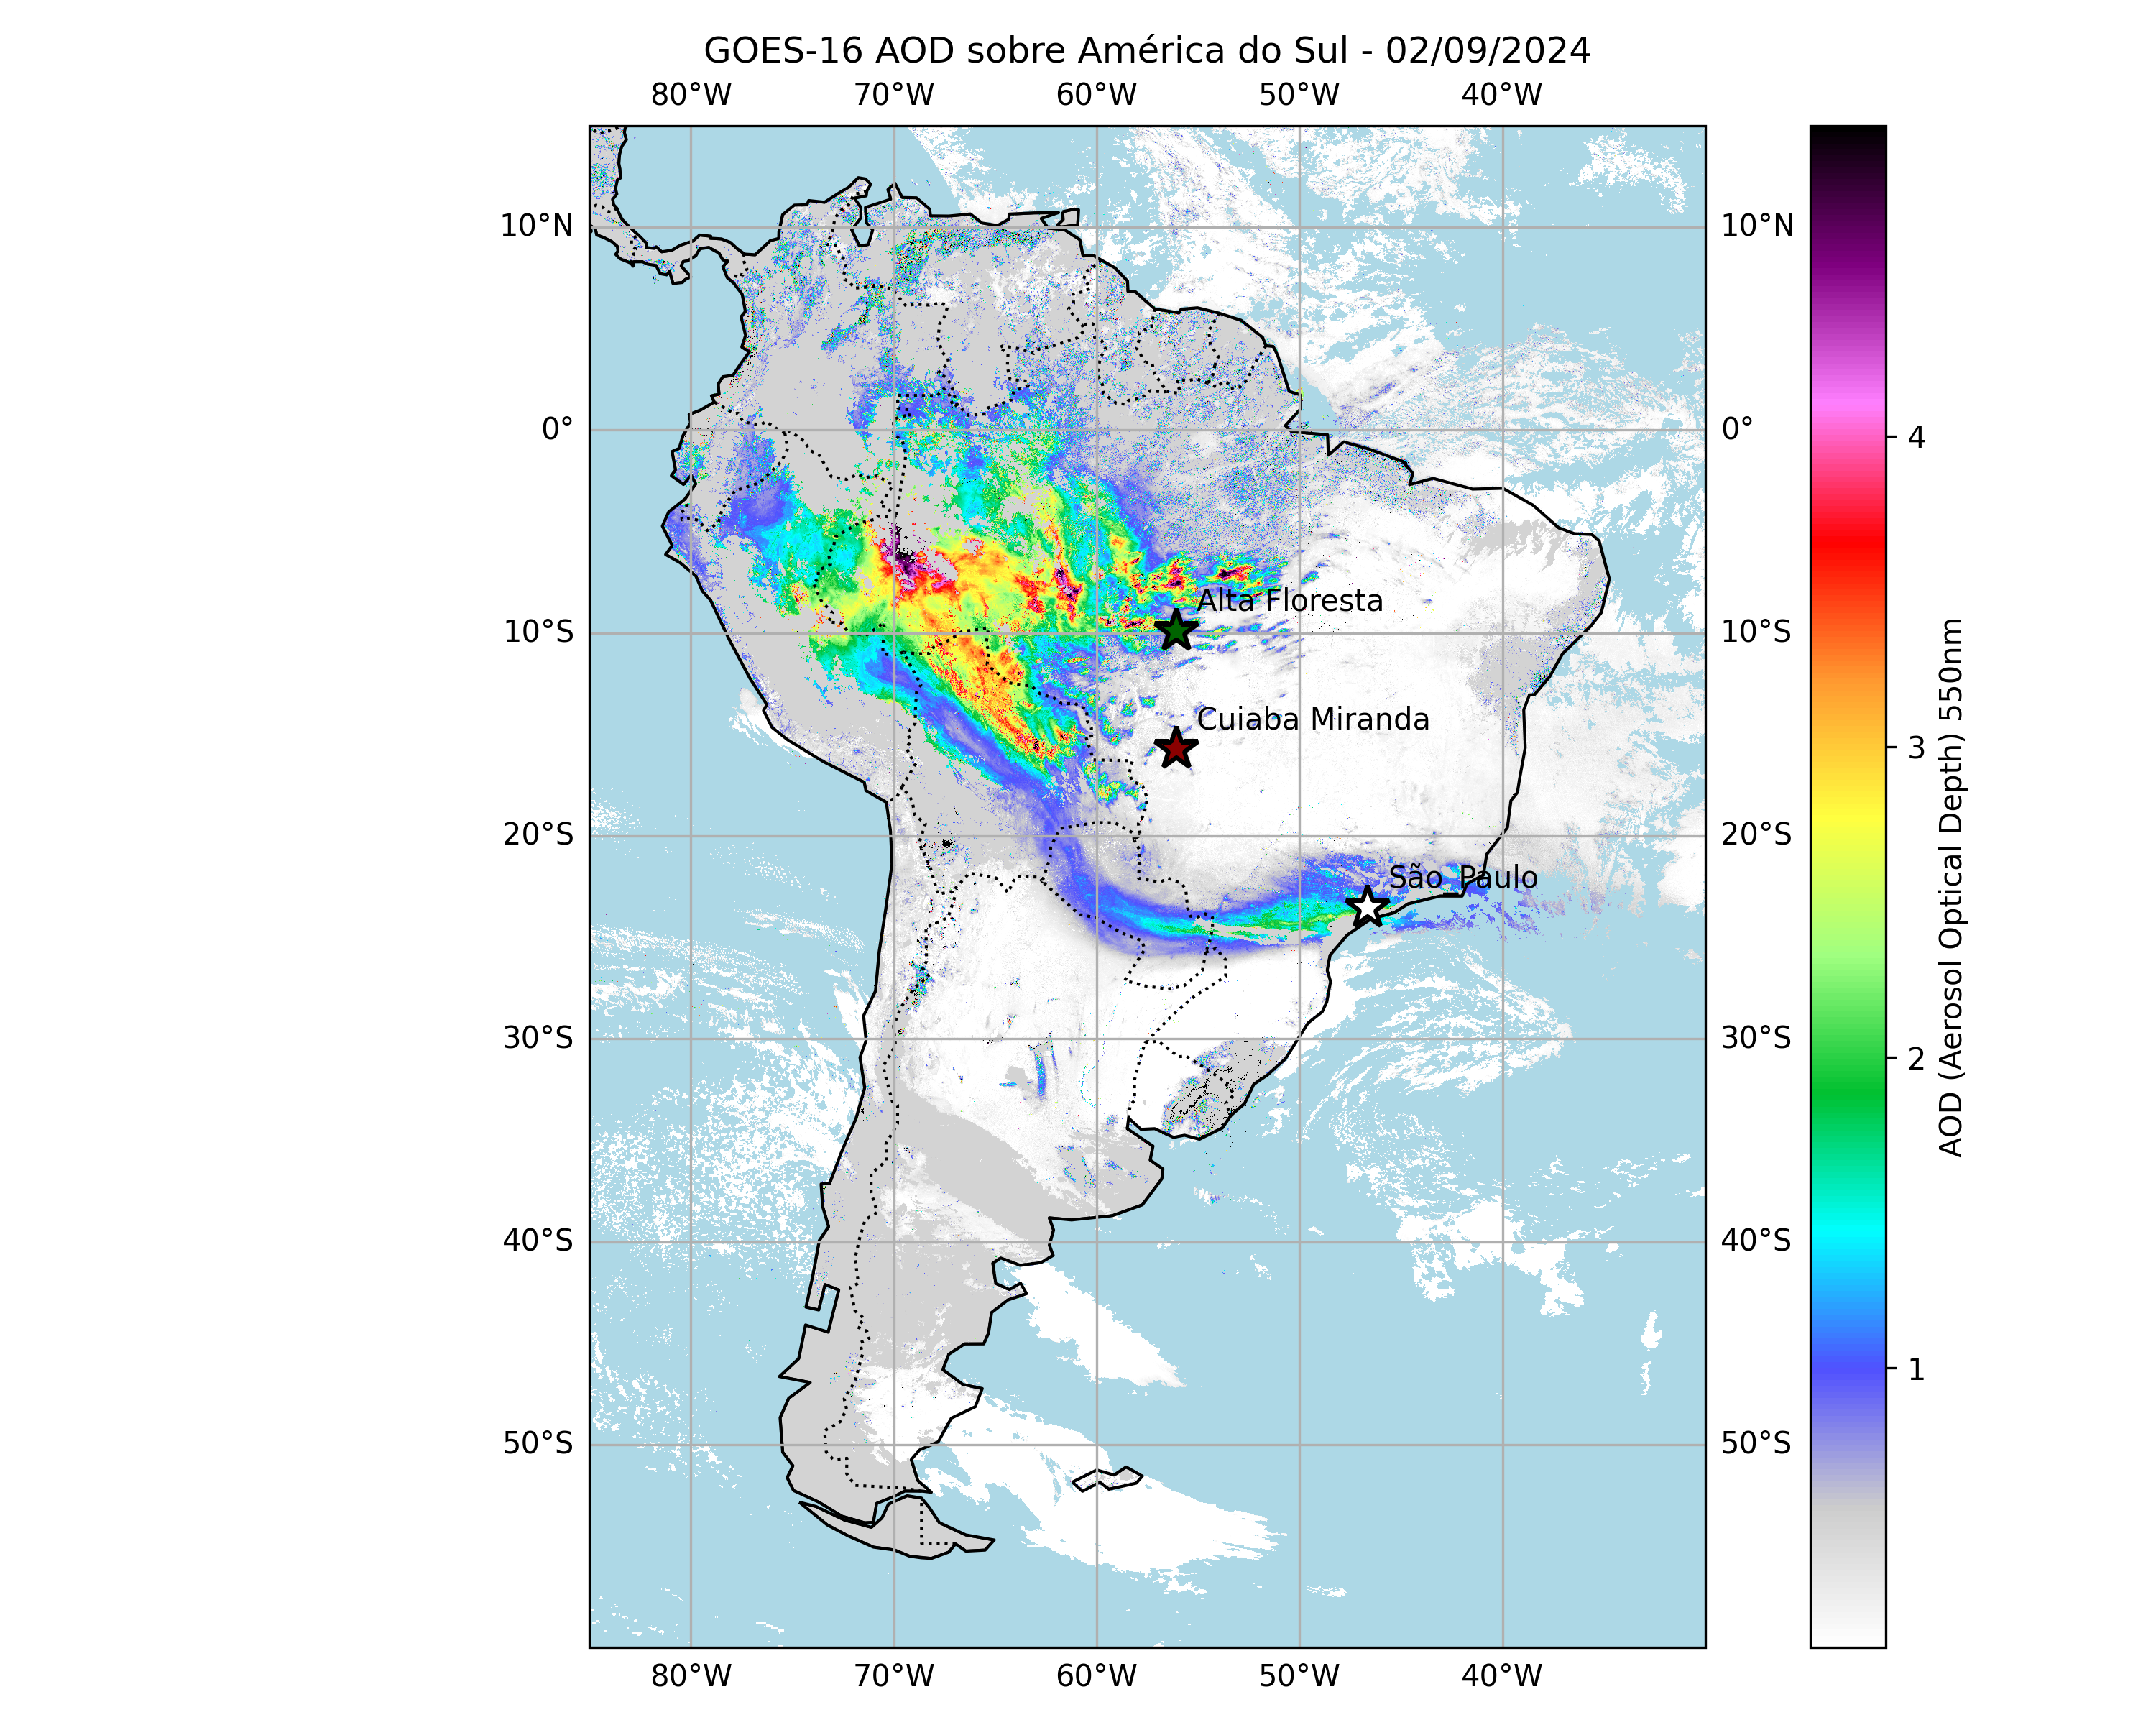 GOES-16 AOD sobre América do Sul - 02/09/2024
80°W 70°W 60°W 50°W 40°W
10°N 10°N
0° 0°
Alta Floresta
10°S 10°S
Cuiaba Miranda
20°S 20°S
São Paulo
30°S 30°S
40°S 40°S
50°S 50°S
80°W 70°W 60°W 50°W 40°W
4
3
2
1
AOD (Aerosol Optical Depth) 550nm